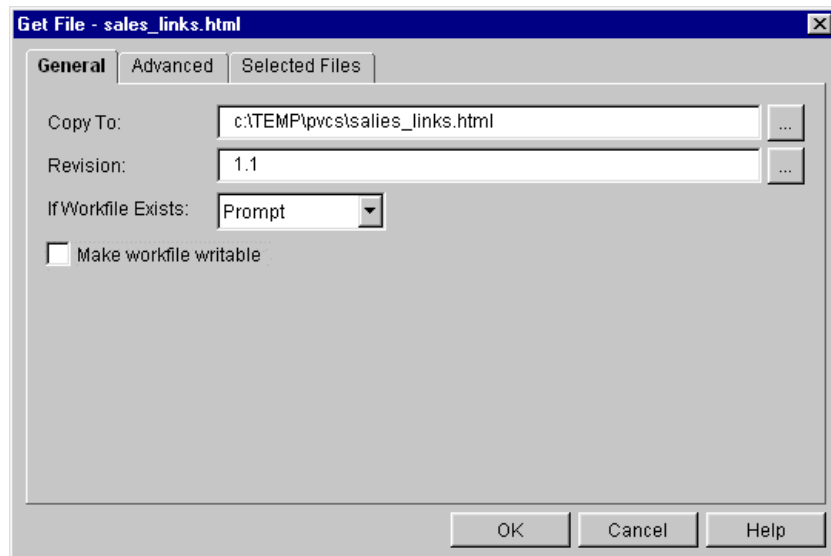 Get File - sales_links.html
General Advanced Selected Files
Copy To: c:\TEMP\pvcs\salies_links.html ...
Revision: 1.1 ...
If Workfile Exists: Prompt
Make workfile writable
OK Cancel Help